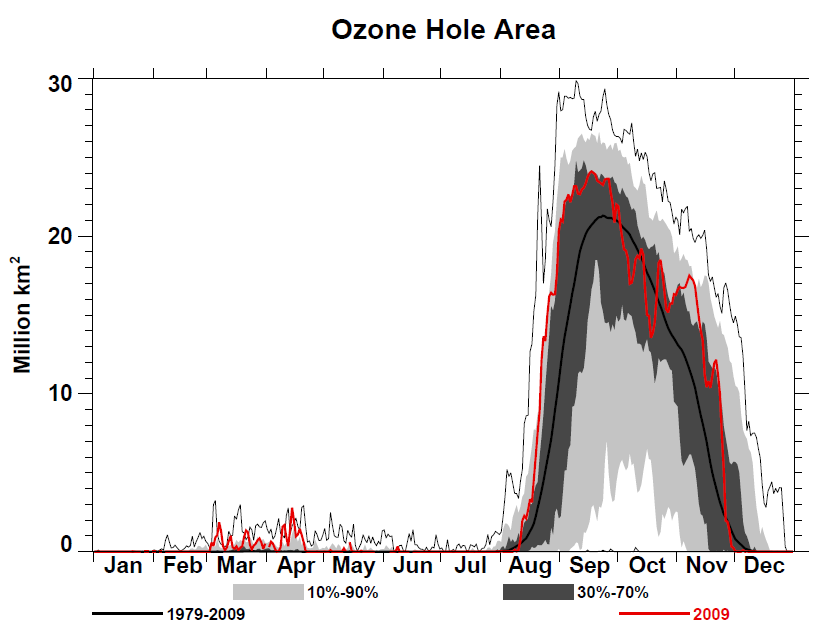 Ozone Hole Area
30
20
10
0
Million km²
Jan Feb Mar Apr May Jun Jul Aug Sep Oct Nov Dec
10%-90% 30%-70%
1979-2009 2009